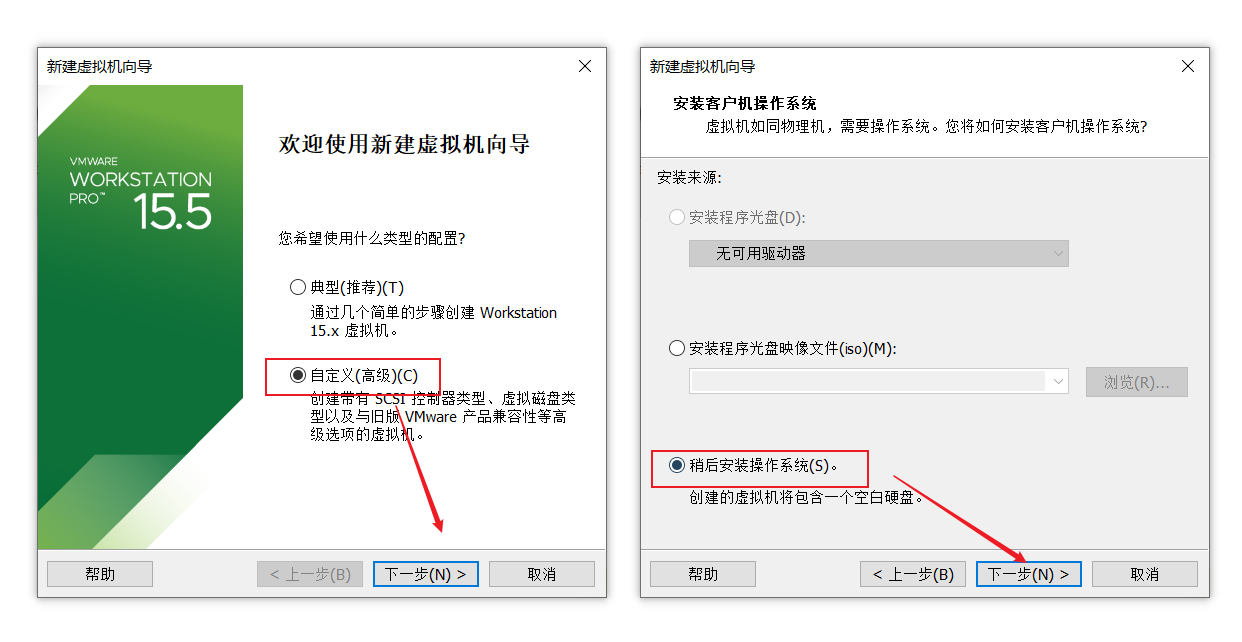 新建虚拟机向导
VMWARE
WORKSTATION
PRO™ 15.5
欢迎使用新建虚拟机向导
您希望使用什么类型的配置?
典型(推荐)(T)
通过几个简单的步骤创建 Workstation
15.x 虚拟机。
自定义(高级)(C)
创建带有 SCSI 控制器类型、虚拟磁盘类
型以及与旧版 VMware 产品兼容性等高
级选项的虚拟机。
帮助
< 上一步(B)
下一步(N) >
取消
新建虚拟机向导
安装客户机操作系统
虚拟机如同物理机，需要操作系统。您将如何安装客户机操作系统?
安装来源:
安装程序光盘(D):
无可用驱动器
安装程序光盘映像文件(iso)(M):
浏览(R)...
稍后安装操作系统(S)。
创建的虚拟机将包含一个空白硬盘。
帮助
< 上一步(B)
下一步(N) >
取消